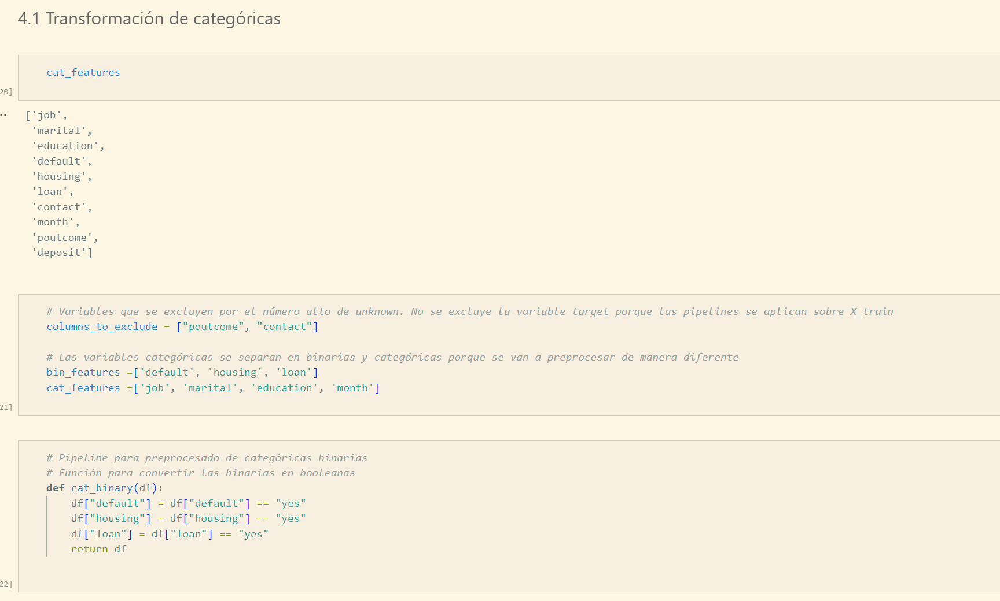 4.1 Transformación de categóricas
cat_features
20]
['job',
'marital',
'education',
'default',
'housing',
'loan',
'contact',
'month',
'poutcome',
'deposit']
# Variables que se excluyen por el número alto de unknown. No se excluye la variable target porque las pipelines se aplican sobre X_train
columns_to_exclude = ["poutcome", "contact"]
# Las variables categóricas se separan en binarias y categóricas porque se van a preprocesar de manera diferente
bin_features =['default', 'housing', 'loan']
cat_features =['job', 'marital', 'education', 'month']
21]
# Pipeline para preprocesado de categóricas binarias
# Función para convertir las binarias en booleanas
def cat_binary(df):
df["default"] = df["default"] == "yes"
df["housing"] = df["housing"] == "yes"
df["loan"] = df["loan"] == "yes"
return df
22]